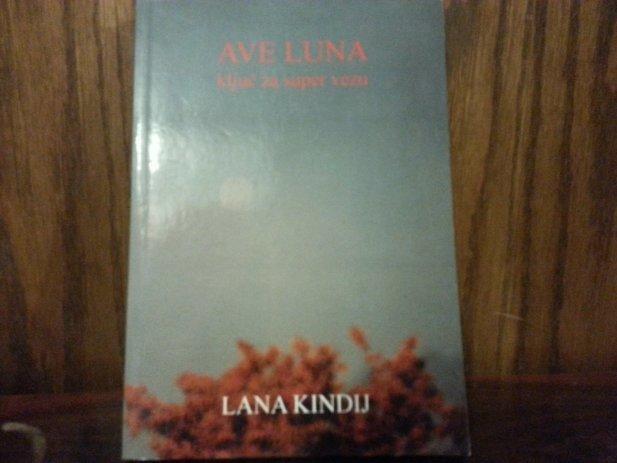 AVE LUNA
ključ za super vezu
LANA KINDIJ